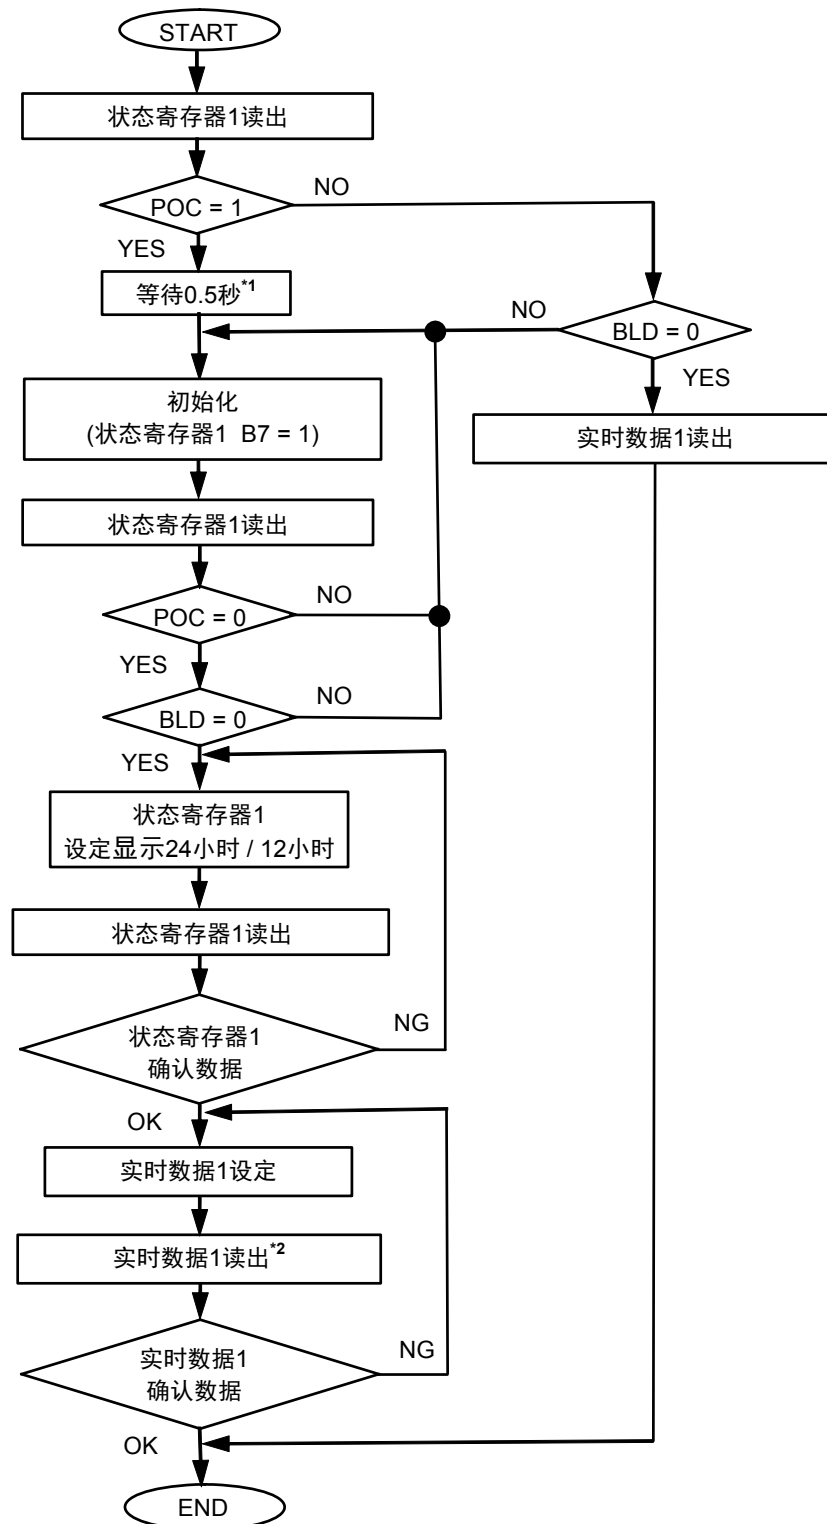 START
状态寄存器1读出
POC = 1
NO
YES
等待0.5秒*1
NO
BLD = 0
YES
初始化
(状态寄存器1 B7 = 1)
实时数据1读出
状态寄存器1读出
POC = 0
NO
YES
BLD = 0
NO
YES
状态寄存器1
设定显示24小时 / 12小时
状态寄存器1读出
状态寄存器1
确认数据
NG
OK
实时数据1设定
实时数据1读出*2
实时数据1
确认数据
NG
OK
END